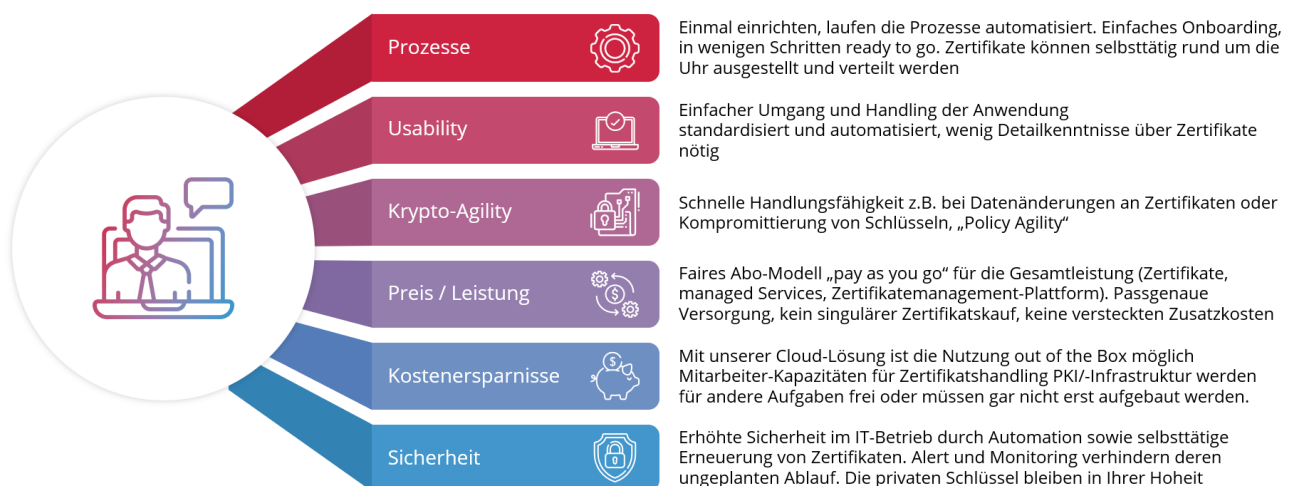 Prozesse
Einmal einrichten, laufen die Prozesse automatisiert. Einfaches Onboarding,
in wenigen Schritten ready to go. Zertifikate können selbsttätig rund um die
Uhr ausgestellt und verteilt werden
Usability
Einfacher Umgang und Handling der Anwendung
standardisiert und automatisiert, wenig Detailkenntnisse über Zertifikate
nötig
Krypto-Agility
Schnelle Handlungsfähigkeit z.B. bei Datenänderungen an Zertifikaten oder
Kompromittierung von Schlüsseln, „Policy Agility“
Preis / Leistung
Faires Abo-Modell „pay as you go“ für die Gesamtleistung (Zertifikate,
managed Services, Zertifikatemanagement-Plattform). Passgenaue
Versorgung, kein singulärer Zertifikatskauf, keine versteckten Zusatzkosten
Kostenersparnisse
Mit unserer Cloud-Lösung ist die Nutzung out of the Box möglich
Mitarbeiter-Kapazitäten für Zertifikatshandling PKI/-Infrastruktur werden
für andere Aufgaben frei oder müssen gar nicht erst aufgebaut werden.
Sicherheit
Erhöhte Sicherheit im IT-Betrieb durch Automation sowie selbsttätige
Erneuerung von Zertifikaten. Alert und Monitoring verhindern deren
ungeplanten Ablauf. Die privaten Schlüssel bleiben in Ihrer Hoheit